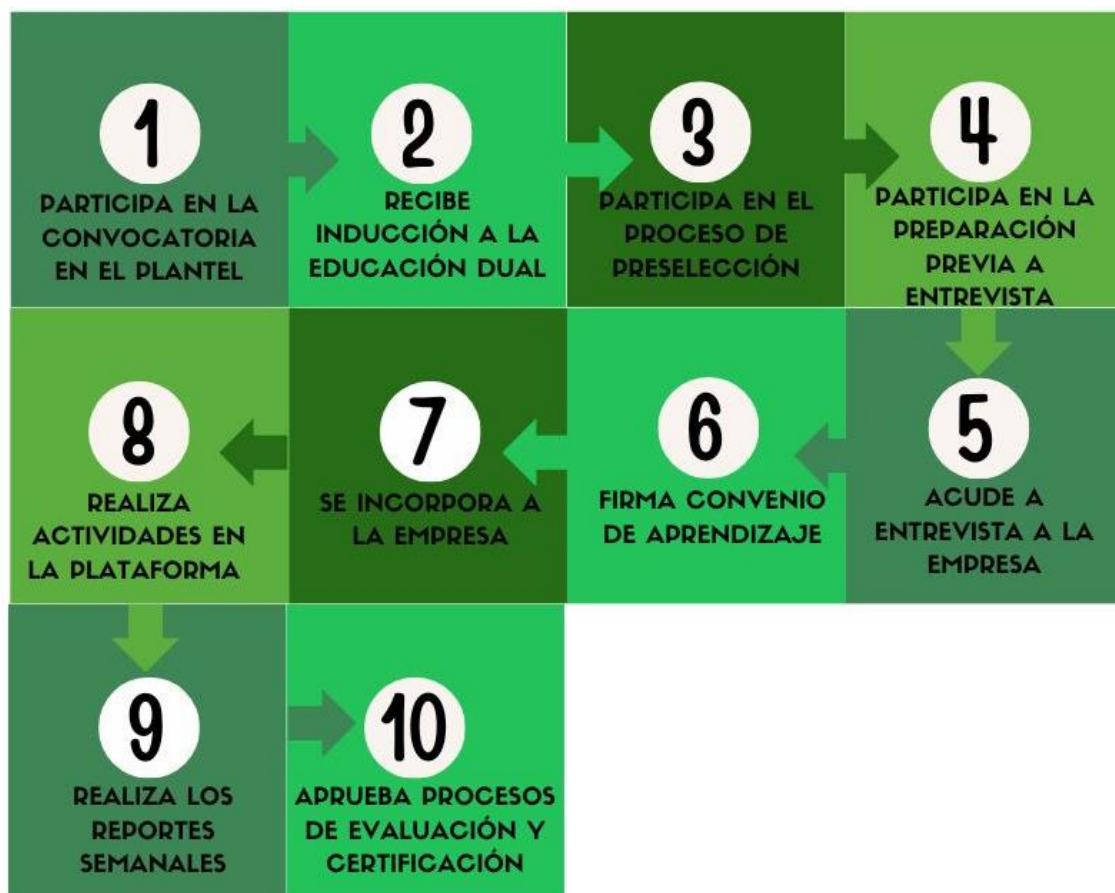 1
PARTICIPA EN LA
CONVOCATORIA
EN EL PLANTEL
2
RECIBE
INDUCCIÓN A LA
EDUCACIÓN DUAL
3
PARTICIPA EN EL
PROCESO DE
PRESELECCIÓN
4
PARTICIPA EN LA
PREPARACIÓN
PREVIA A
ENTREVISTA
5
ACUDE A
ENTREVISTA A LA
EMPRESA
6
FIRMA CONVENIO
DE APRENDIZAJE
7
SE INCORPORA A
LA EMPRESA
8
REALIZA
ACTIVIDADES EN
LA PLATAFORMA
9
REALIZA LOS
REPORTES
SEMANALES
10
APRUEBA PROCESOS
DE EVALUACIÓN Y
CERTIFICACIÓN